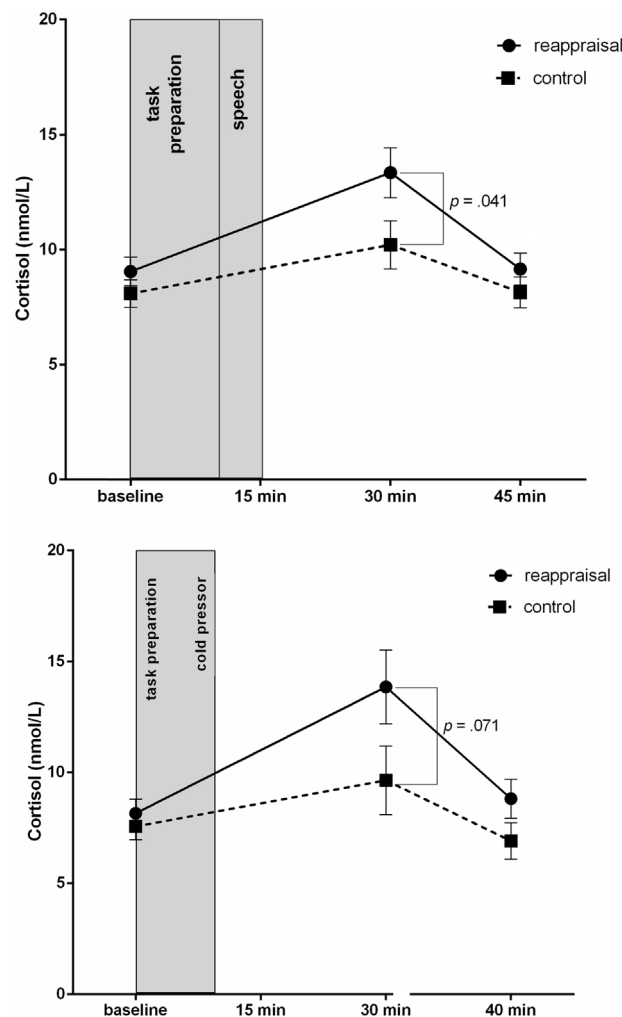 20
15
10
5
0
Cortisol (nmol/L)
task
preparation
speech
reappraisal
control
p = .041
baseline
15 min
30 min
45 min
20
15
10
5
0
Cortisol (nmol/L)
task preparation
cold pressor
reappraisal
control
p = .071
baseline
15 min
30 min
40 min